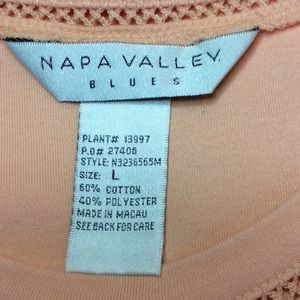 NAPA VALLEY.
BLUES
PLANT# 13997
P.O# 27406
STYLE: N3236565M
SIZE: L
60% COTTON
40% POLYESTER
MADE IN MACAU
SEE BACK FOR CARE